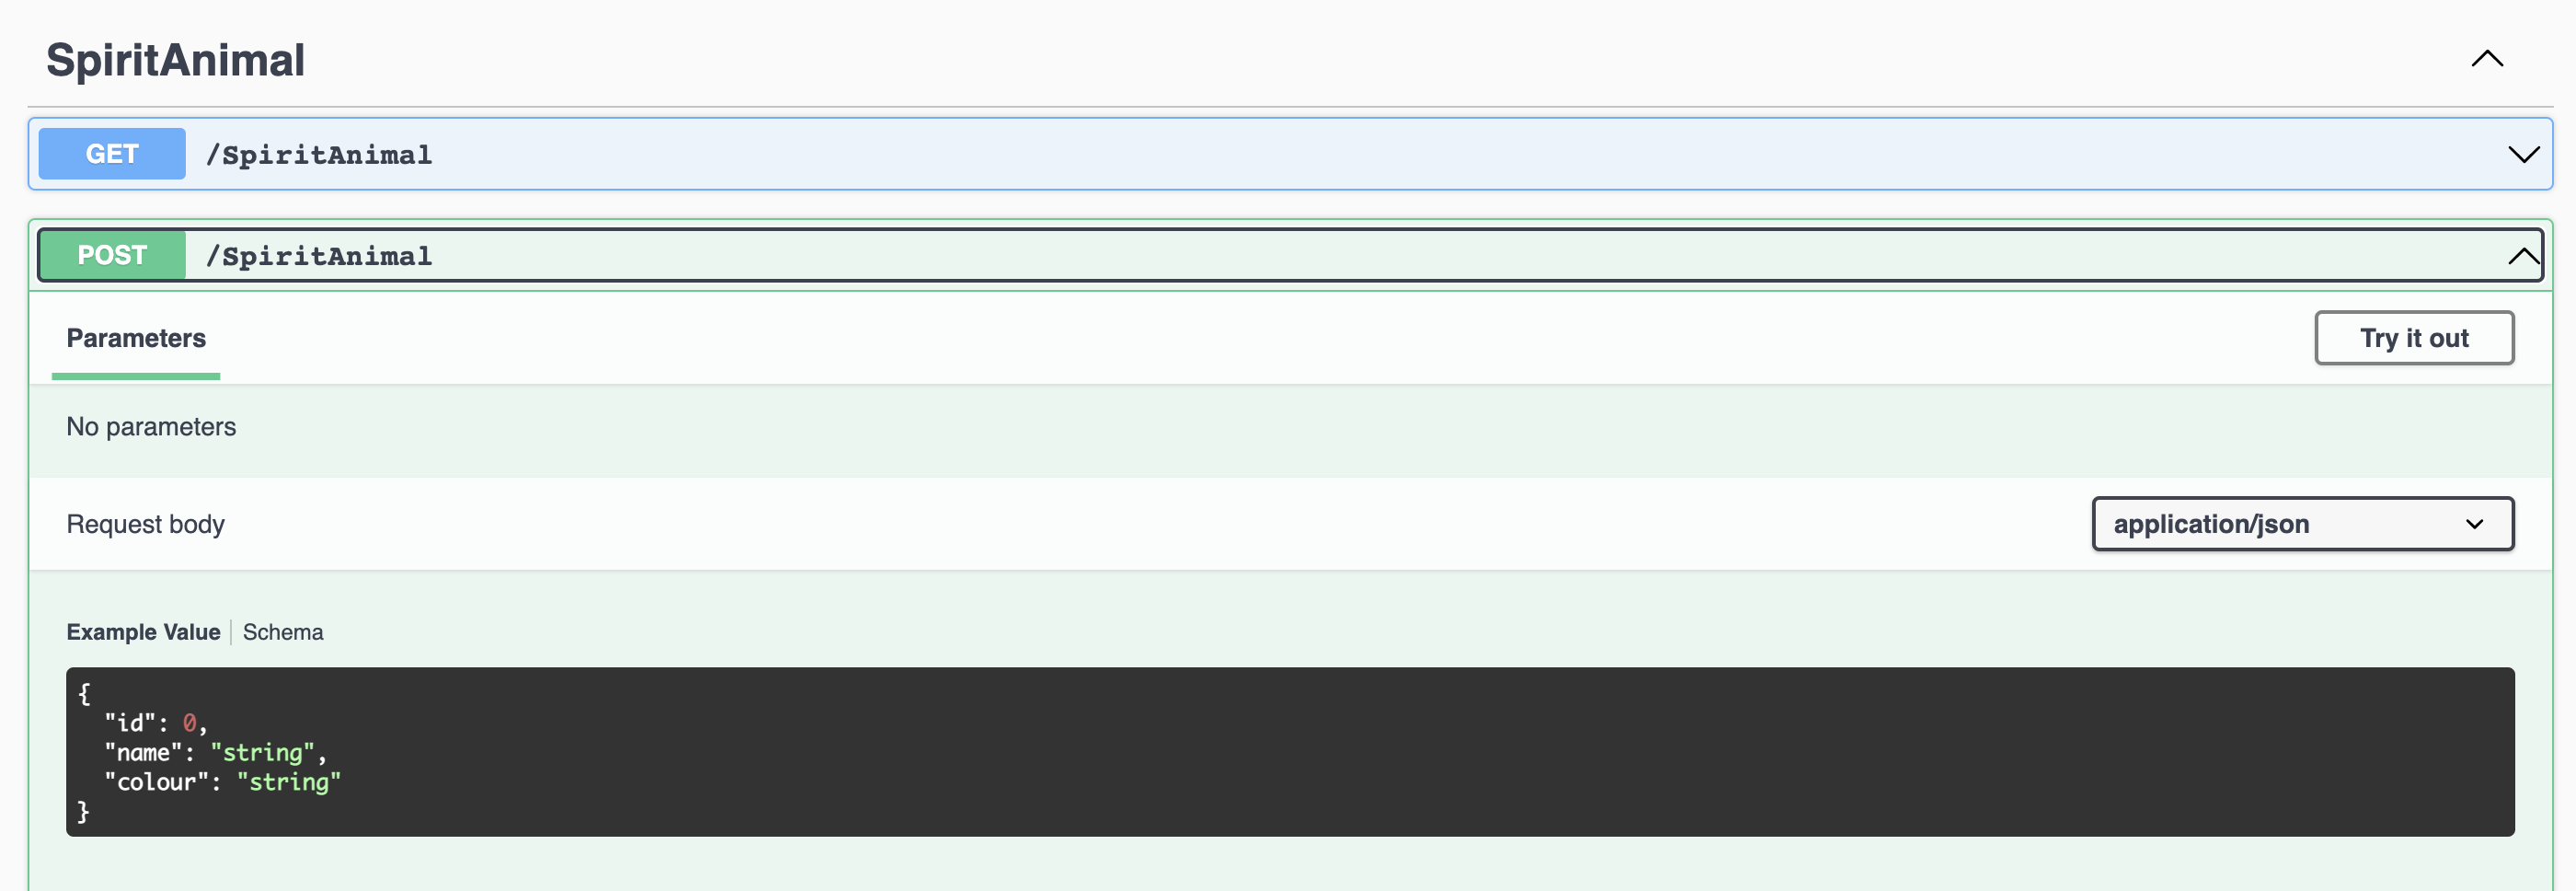 SpiritAnimal
GET /SpiritAnimal
POST /SpiritAnimal
Parameters Try it out
No parameters
Request body application/json
Example Value Schema
{
"id": 0,
"name": "string",
"colour": "string"
}